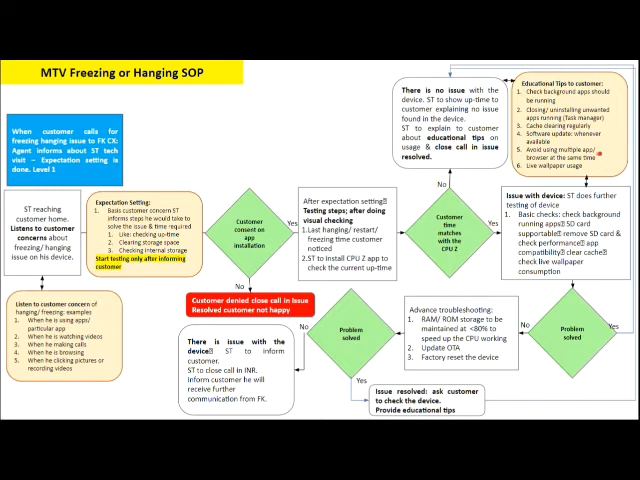 MTV Freezing or Hanging SOP
When customer calls for
freezing hanging issue to FK CX:
Agent informs about ST tech
visit – Expectation setting is
done. Level 1
ST reaching
customer home.
Listens to customer
concerns about
freezing/ hanging
issue on his device.
Listen to customer concern of
hanging/ freezing: examples
1. When he is using apps/
particular app
2. When he is watching videos
3. When he is making calls
4. When he is browsing
5. When he clicking pictures or
recording videos
Expectation Setting:
1. Basis customer concern ST
informs steps he would take to
solve the issue & time required
1. Like: checking up-time
2. Clearing storage space
3. Checking internal storage
Start testing only after informing
customer
Customer
consent on
app
installation
Yes
No
Customer denied close call in Issue
Resolved customer not happy
After expectation setting
Testing steps; after doing
visual checking
1.Last hanging/ restart/
freezing time customer
noticed
2.ST to install CPU Z app to
check the current up-time
Customer
time
matches
with the
CPU Z
No
Yes
There is no issue with the
device. ST to show up-time to
customer explaining no issue
found in the device.
ST to explain to customer
about educational tips on
usage & close call in issue
resolved.
Educational Tips to customer:
1. Check background apps should
be running
2. Closing/uninstalling unwanted
apps running (Task manager)
3. Cache clearing regularly
4. Software update: whenever
available
5. Avoid using multiple app/
browser at the same time
6. Live wallpaper usage
Issue with device: ST does further
testing of device
1. Basic checks: check background
running apps SD card
supportable remove SD card &
check performance app
compatibility clear cache
check live wallpaper
consumption
Problem
solved
Yes
No
Advance troubleshooting:
1. RAM/ ROM storage to be
maintained at <80% to
speed up the CPU working
2. Update OTA
3. Factory reset the device
Problem
solved
No
Yes
There is issue with the
device ST to inform
customer.
ST to close call in INR.
Inform customer he will
receive further
communication from FK.
Issue resolved: ask customer
to check the device.
Provide educational tips